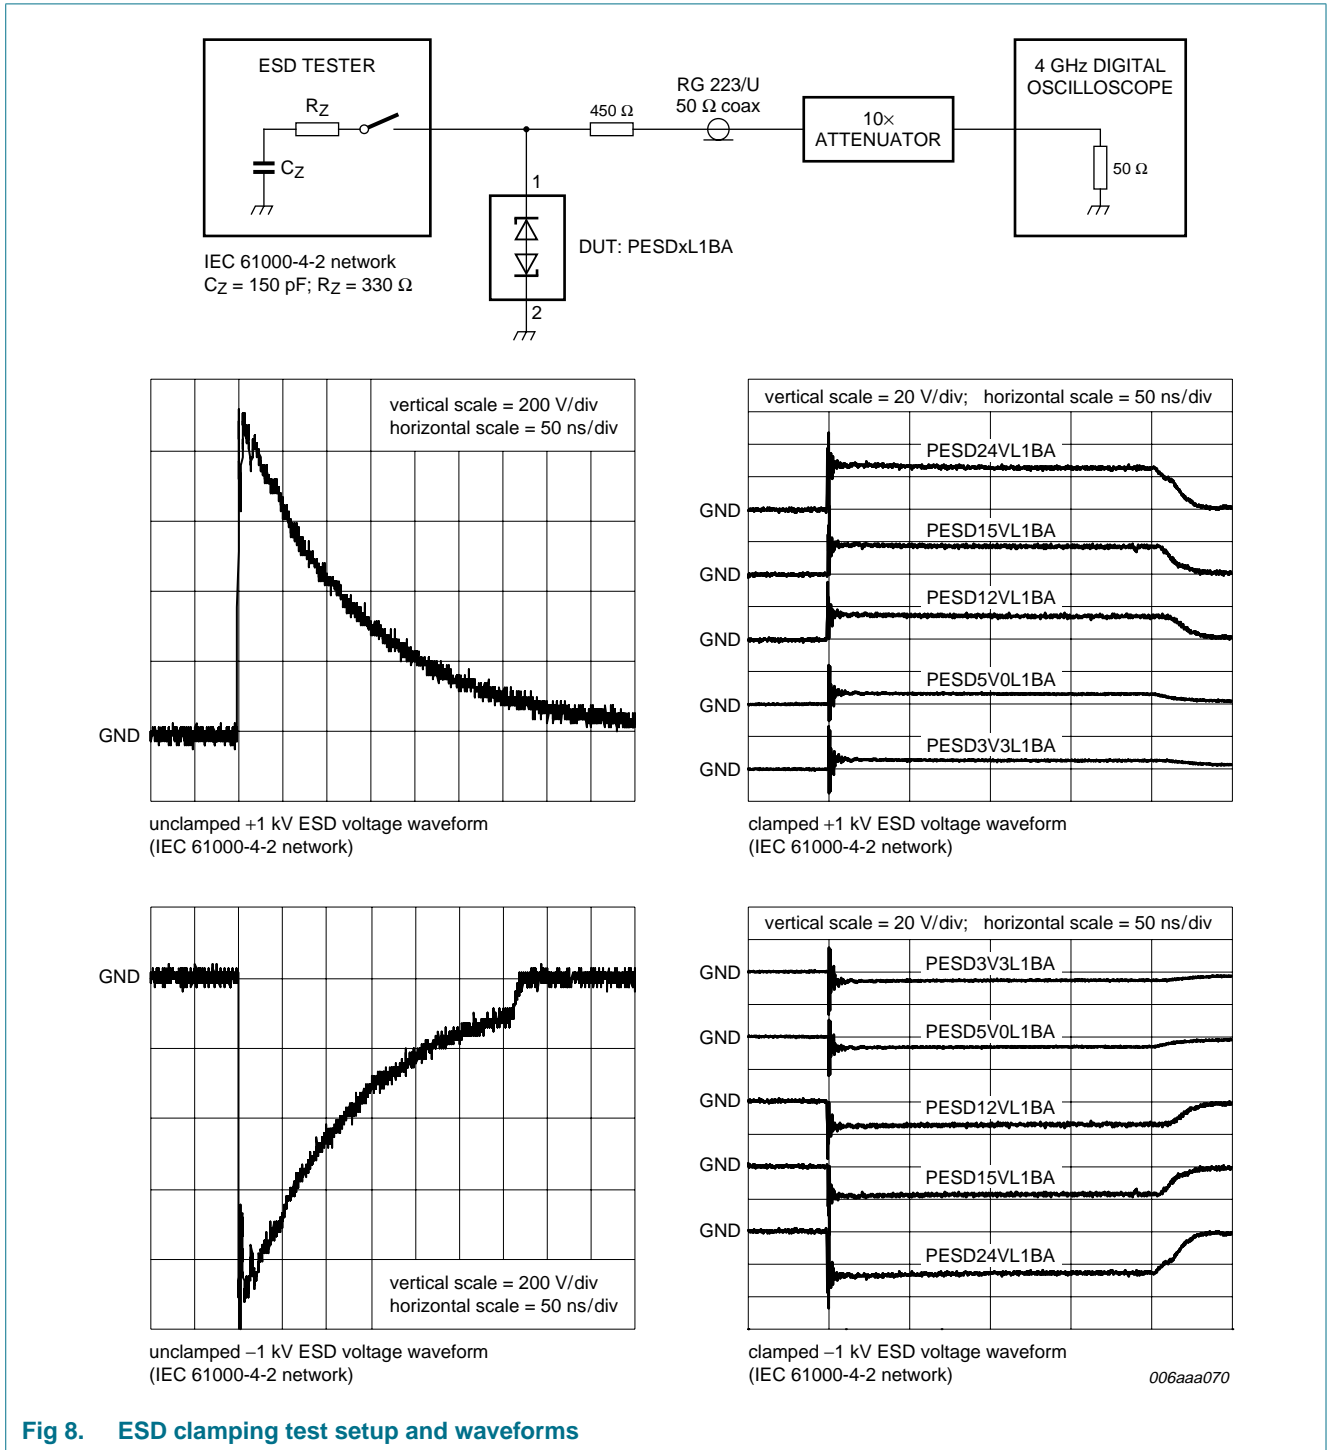 ESD TESTER
RZ
CZ
IEC 61000-4-2 network
CZ = 150 pF; RZ = 330 Ω
450 Ω
RG 223/U
50 Ω coax
10×
ATTENUATOR
4 GHz DIGITAL
OSCILLOSCOPE
50 Ω
1
DUT: PESDxL1BA
2
vertical scale = 200 V/div
horizontal scale = 50 ns/div
GND
unclamped +1 kV ESD voltage waveform
(IEC 61000-4-2 network)
vertical scale = 20 V/div; horizontal scale = 50 ns/div
PESD24VL1BA
GND
PESD15VL1BA
GND
PESD12VL1BA
GND
PESD5V0L1BA
GND
PESD3V3L1BA
GND
clamped +1 kV ESD voltage waveform
(IEC 61000-4-2 network)
GND
vertical scale = 200 V/div
horizontal scale = 50 ns/div
unclamped −1 kV ESD voltage waveform
(IEC 61000-4-2 network)
vertical scale = 20 V/div; horizontal scale = 50 ns/div
GND
PESD3V3L1BA
GND
PESD5V0L1BA
GND
PESD12VL1BA
GND
PESD15VL1BA
GND
PESD24VL1BA
clamped −1 kV ESD voltage waveform
(IEC 61000-4-2 network)
006aaa070
Fig 8. ESD clamping test setup and waveforms